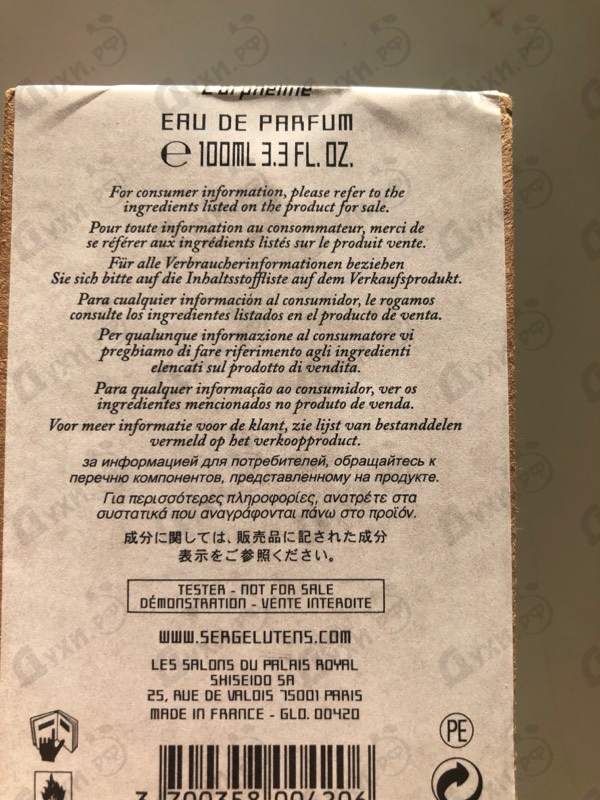 L'orpheline
EAU DE PARFUM
℮ 100ML 3.3 FL. OZ.
For consumer information, please refer to the
ingredients listed on the product for sale.
Pour toute information au consommateur, merci de
se référer aux ingrédients listés sur le produit vente.
Für alle Verbraucherinformationen beziehen
Sie sich bitte auf die Inhaltsstoffliste auf dem Verkaufsprodukt.
Para cualquier información al consumidor, le rogamos
consulte los ingredientes listados en el producto de venta.
Per qualunque informazione al consumatore vi
preghiamo di fare riferimento agli ingredienti
elencati sul prodotto di vendita.
Para qualquer informação ao consumidor, ver os
ingredientes mencionados no produto de venda.
Voor meer informatie voor de klant, zie lijst van bestanddelen
vermeld op het verkoopproduct.
за информацией для потребителей, обращайтесь к
перечню компонентов, представленному на продукте.
Για περισσότερες πληροφορίες, ανατρέτε στα
συστατικά που αναγράφονται πάνω στο προϊόν.
成分に関しては、販売品に記された成分
表示をご参照ください。
TESTER - NOT FOR SALE
DÉMONSTRATION - VENTE INTERDITE
WWW.SERGELUTENS.COM
LES SALONS DU PALAIS ROYAL
SHISEIDO SA
25, RUE DE VALOIS 75001 PARIS
MADE IN FRANCE - GLO. 00420
PE
3 700358 004206
ДУХИ.РФ